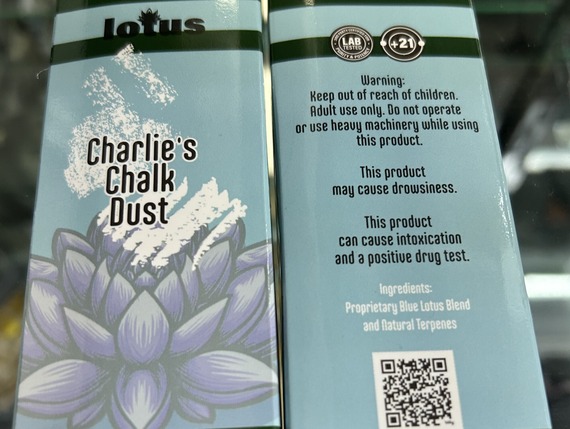 lotus
Charlie's
Chalk
Dust
LAB
TESTED
PURITY & POTENCY
+21
Warning:
Keep out of reach of children.
Adult use only. Do not operate
or use heavy machinery while using
this product.
This product
may cause drowsiness.
This product
can cause intoxication
and a positive drug test.
Ingredients:
Proprietary Blue Lotus Blend
and Natural Terpenes